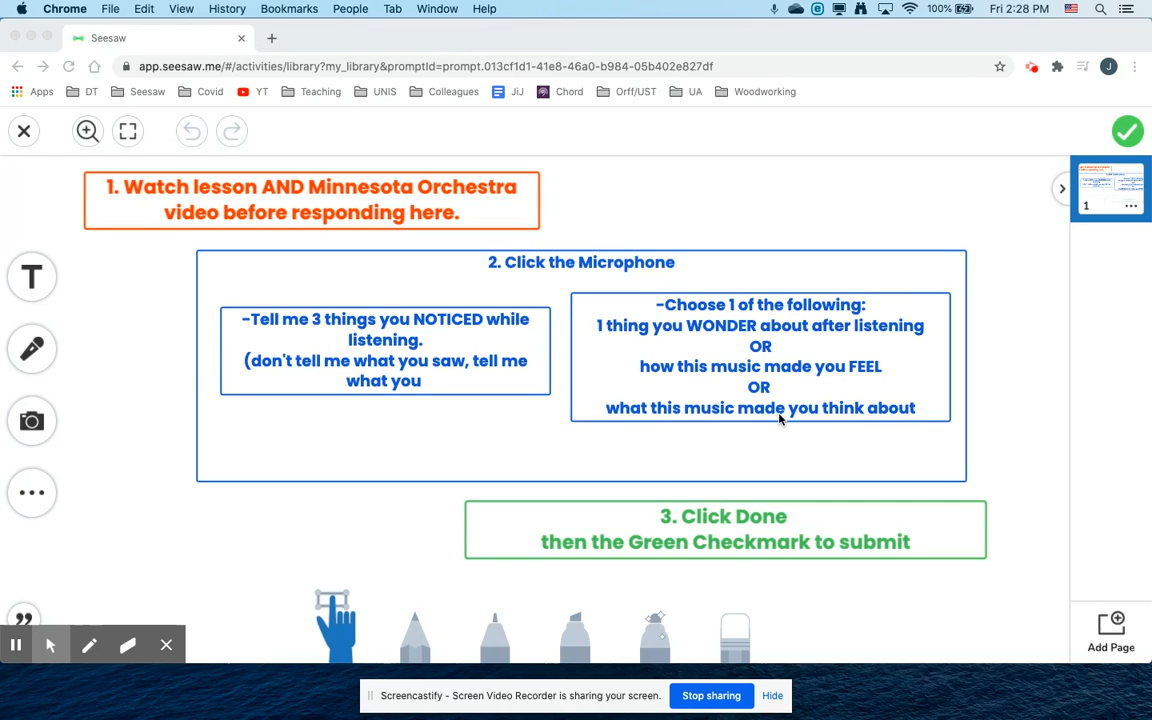 Chrome File Edit View History Bookmarks People Tab Window Help 100% Fri 2:28 PM
Seesaw
app.seesaw.me/#/activities/library?my_library&promptId=prompt.013cf1d1-41e8-46a0-b984-05b402e827df J
Apps DT Seesaw Covid YT Teaching UNIS Colleagues JiJ Chord Orff/UST UA Woodworking
1. Watch lesson AND Minnesota Orchestra
video before responding here.
2. Click the Microphone
-Tell me 3 things you NOTICED while
listening.
(don't tell me what you saw, tell me
what you
-Choose 1 of the following:
1 thing you WONDER about after listening
OR
how this music made you FEEL
OR
what this music made you think about
3. Click Done
then the Green Checkmark to submit
T
1
Add Page
Screencastify - Screen Video Recorder is sharing your screen. Stop sharing Hide